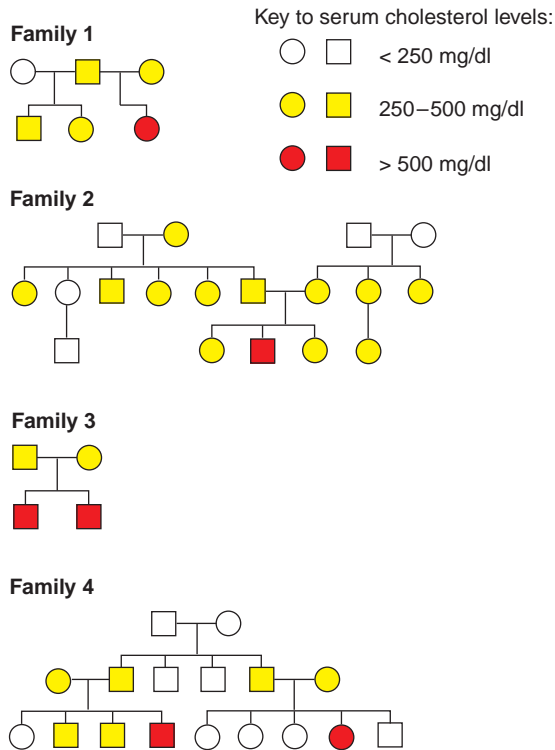 Key to serum cholesterol levels:
Family 1
< 250 mg/dl
250–500 mg/dl
> 500 mg/dl
Family 2
Family 3
Family 4